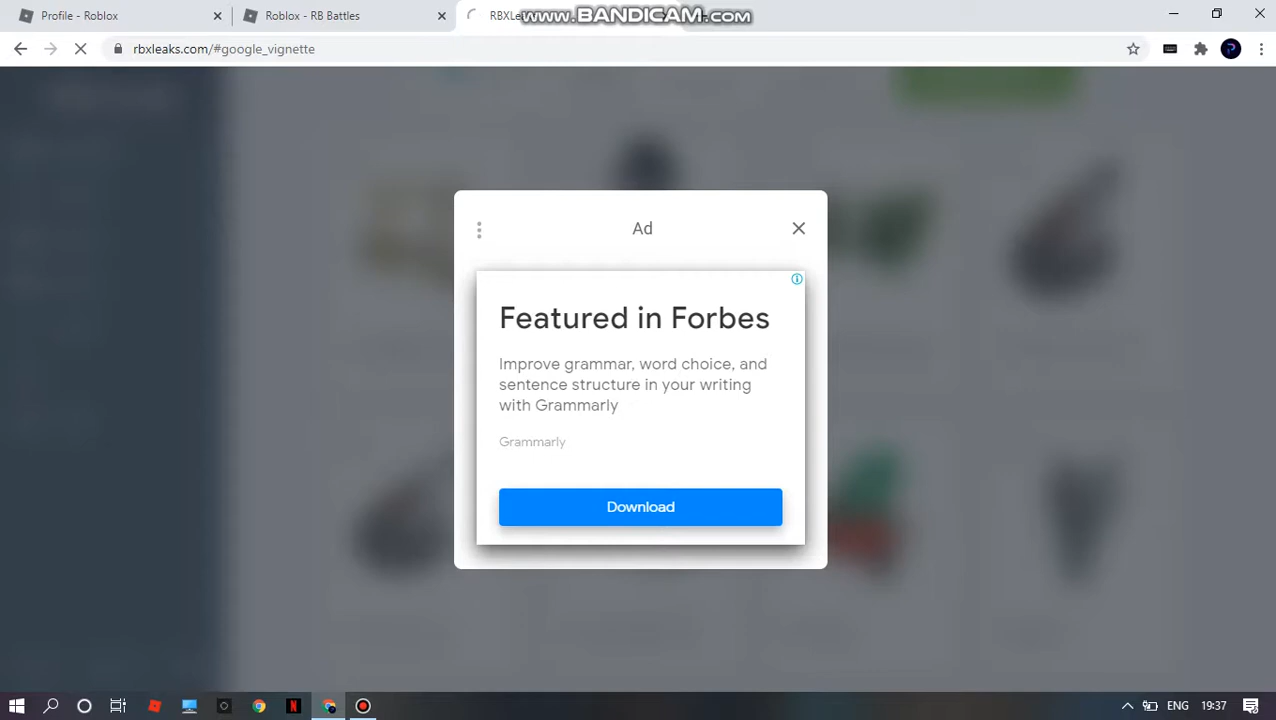 Profile - Roblox
Roblox - RB Battles
www.BANDICAM.com
rbxleaks.com/#google_vignette
Ad
Featured in Forbes
Improve grammar, word choice, and
sentence structure in your writing
with Grammarly
Grammarly
Download
ENG
19:37